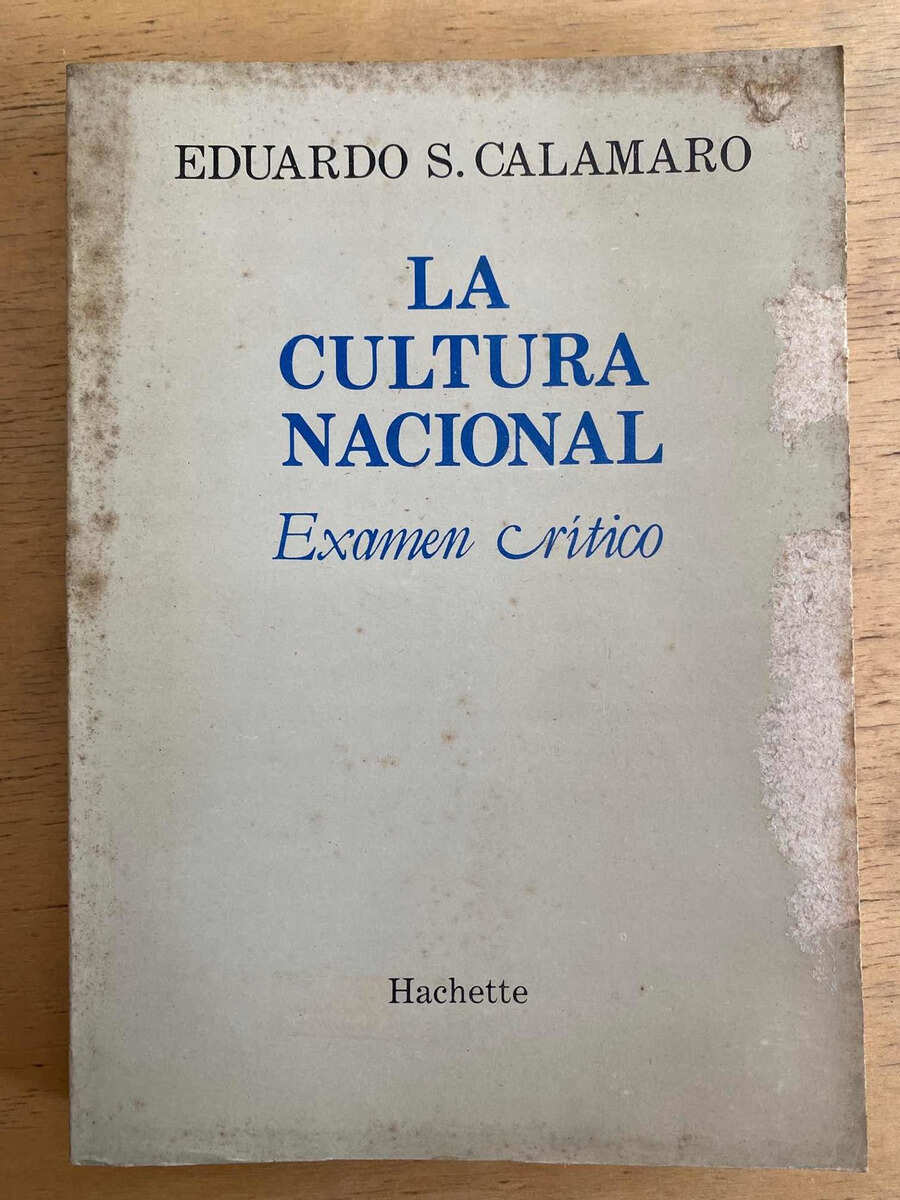 EDUARDO S. CALAMARO
LA
CULTURA
NACIONAL
Examen crítico
Hachette